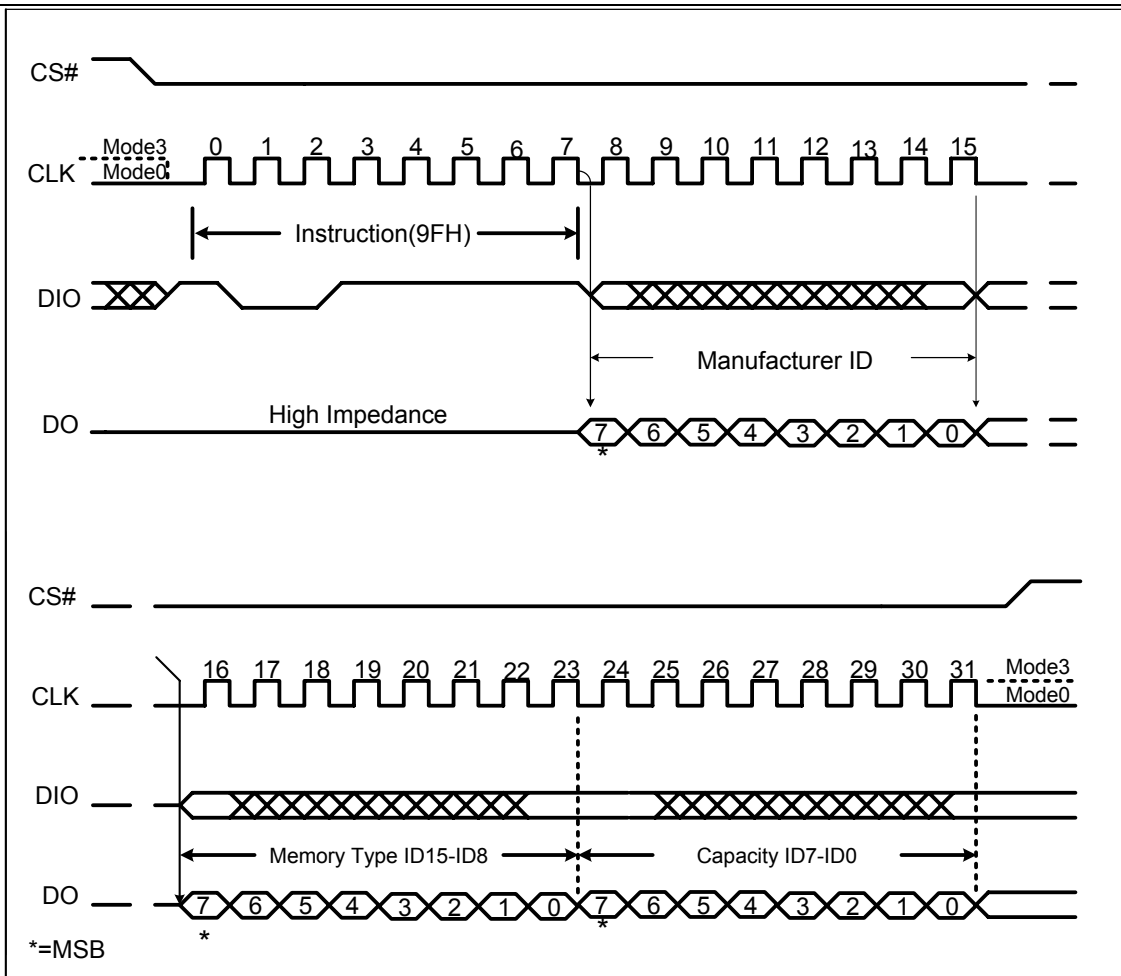 CS#
Mode3
0 1 2 3 4 5 6 7 8 9 10 11 12 13 14 15
CLK
Mode0
Instruction(9FH)
DIO
Manufacturer ID
High Impedance
DO
7 6 5 4 3 2 1 0
*
CS#
16 17 18 19 20 21 22 23 24 25 26 27 28 29 30 31
Mode3
CLK
Mode0
DIO
Memory Type ID15-ID8
Capacity ID7-ID0
DO
7 6 5 4 3 2 1 0 7 6 5 4 3 2 1 0
* *
*=MSB